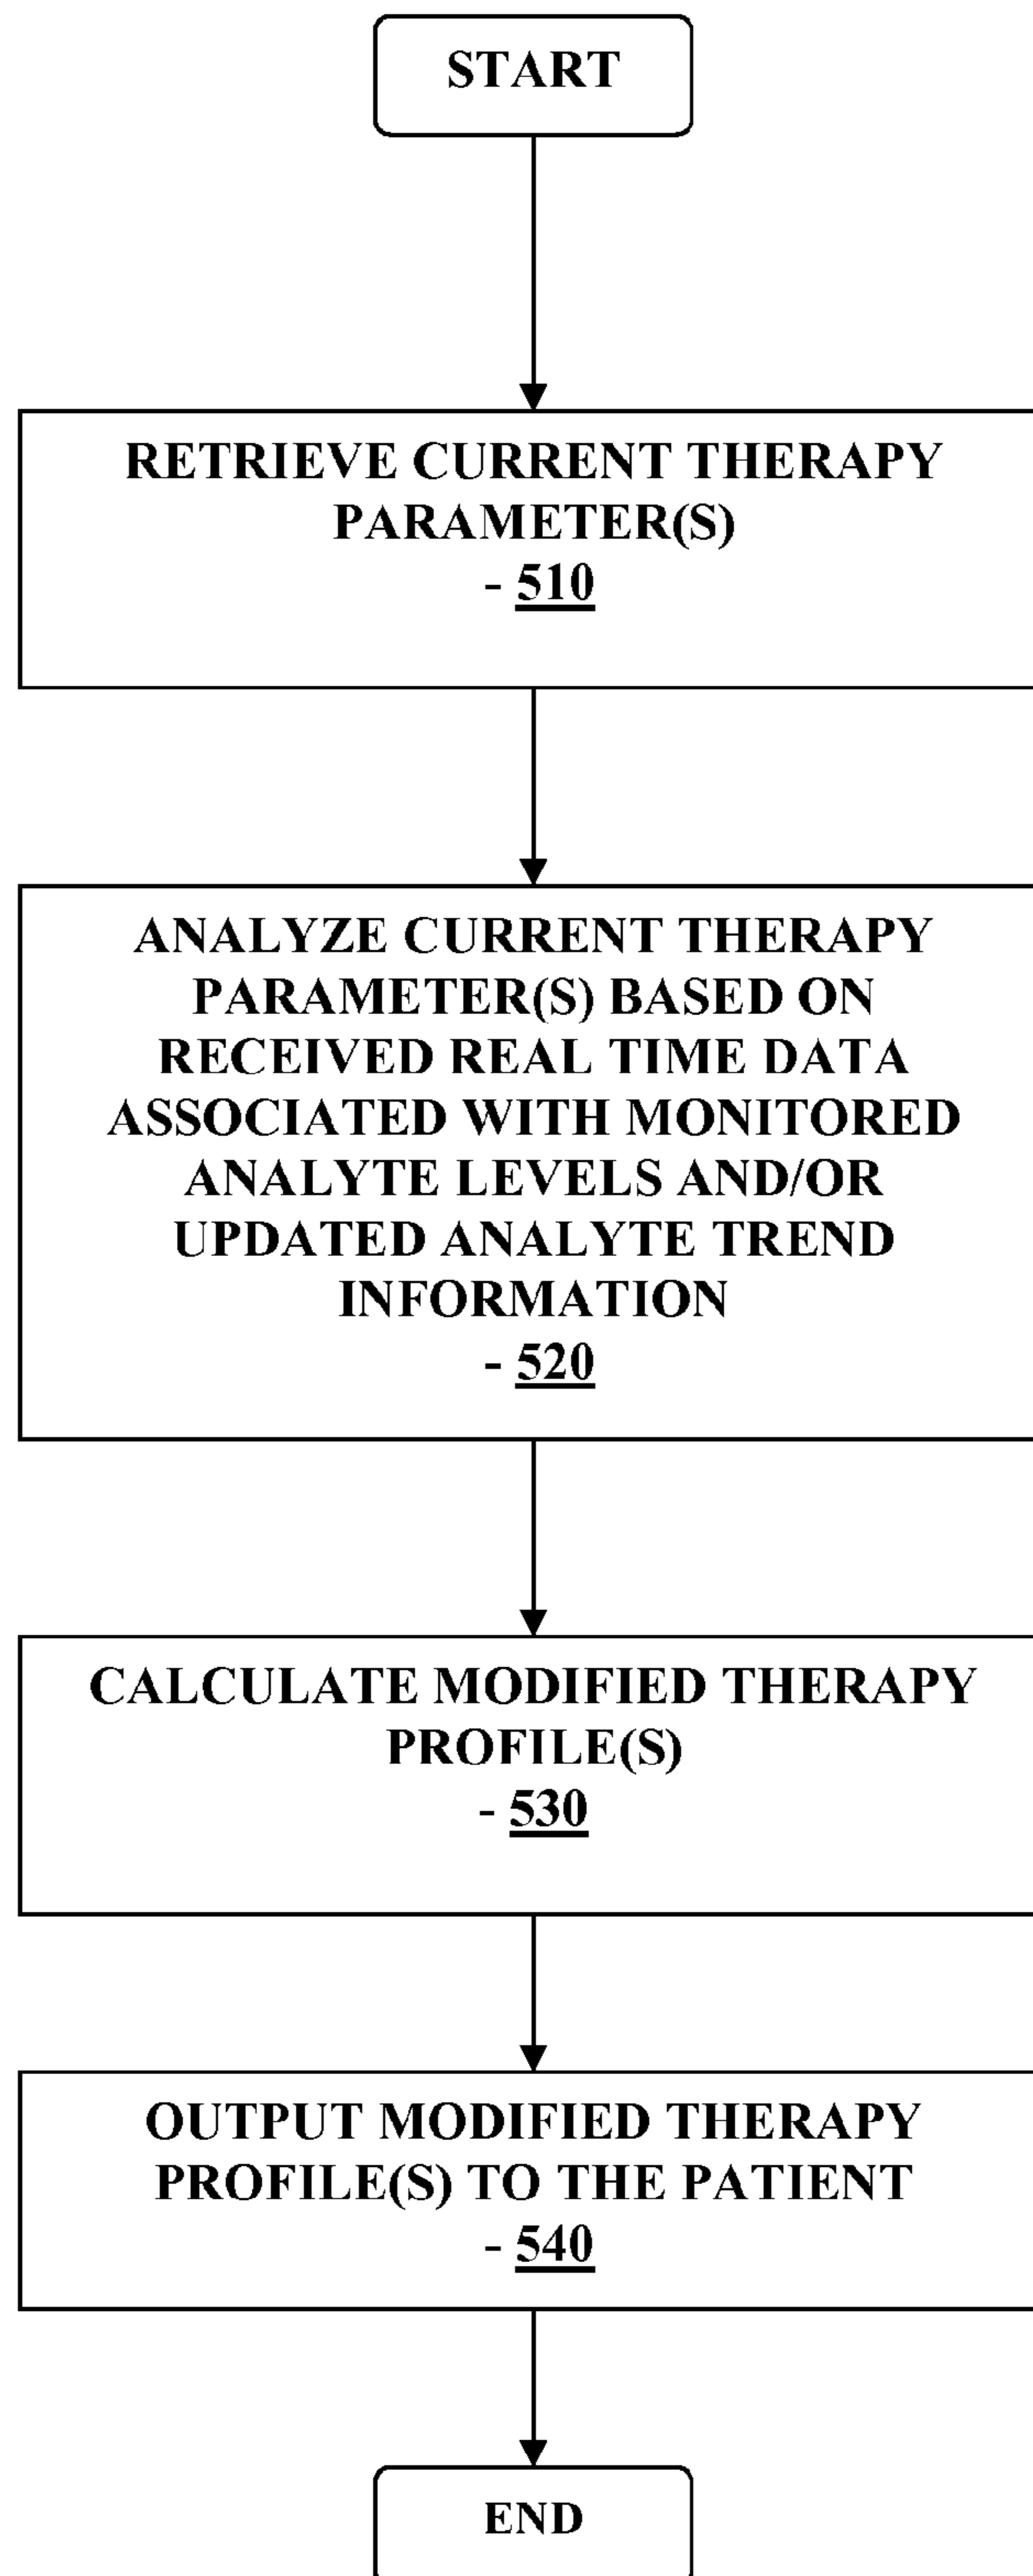 START
RETRIEVE CURRENT THERAPY
PARAMETER(S)
- 510
ANALYZE CURRENT THERAPY
PARAMETER(S) BASED ON
RECEIVED REAL TIME DATA
ASSOCIATED WITH MONITORED
ANALYTE LEVELS AND/OR
UPDATED ANALYTE TREND
INFORMATION
- 520
CALCULATE MODIFIED THERAPY
PROFILE(S)
- 530
OUTPUT MODIFIED THERAPY
PROFILE(S) TO THE PATIENT
- 540
END